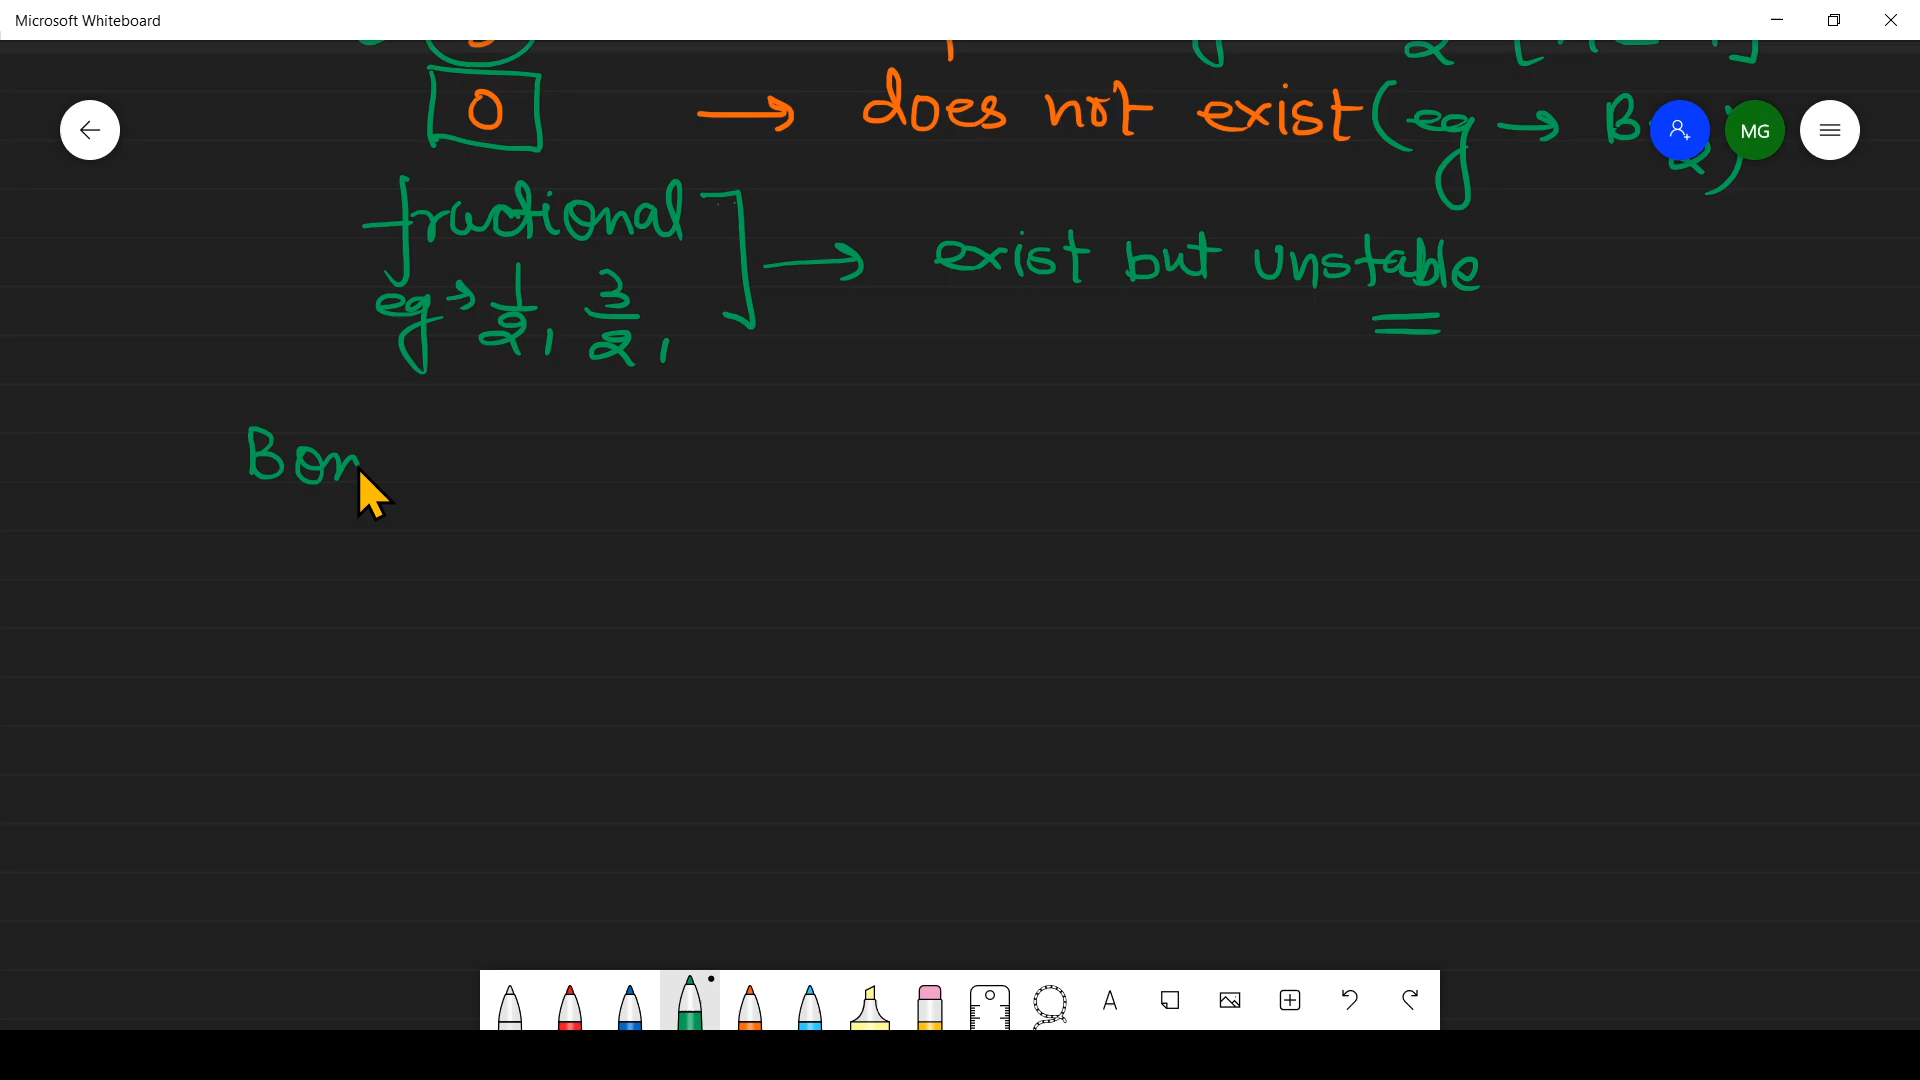 Microsoft Whiteboard
0 → does not exist (eg → B
MG
fractional ] → exist but unstable
eg → 1/2, 3/2,
Bon